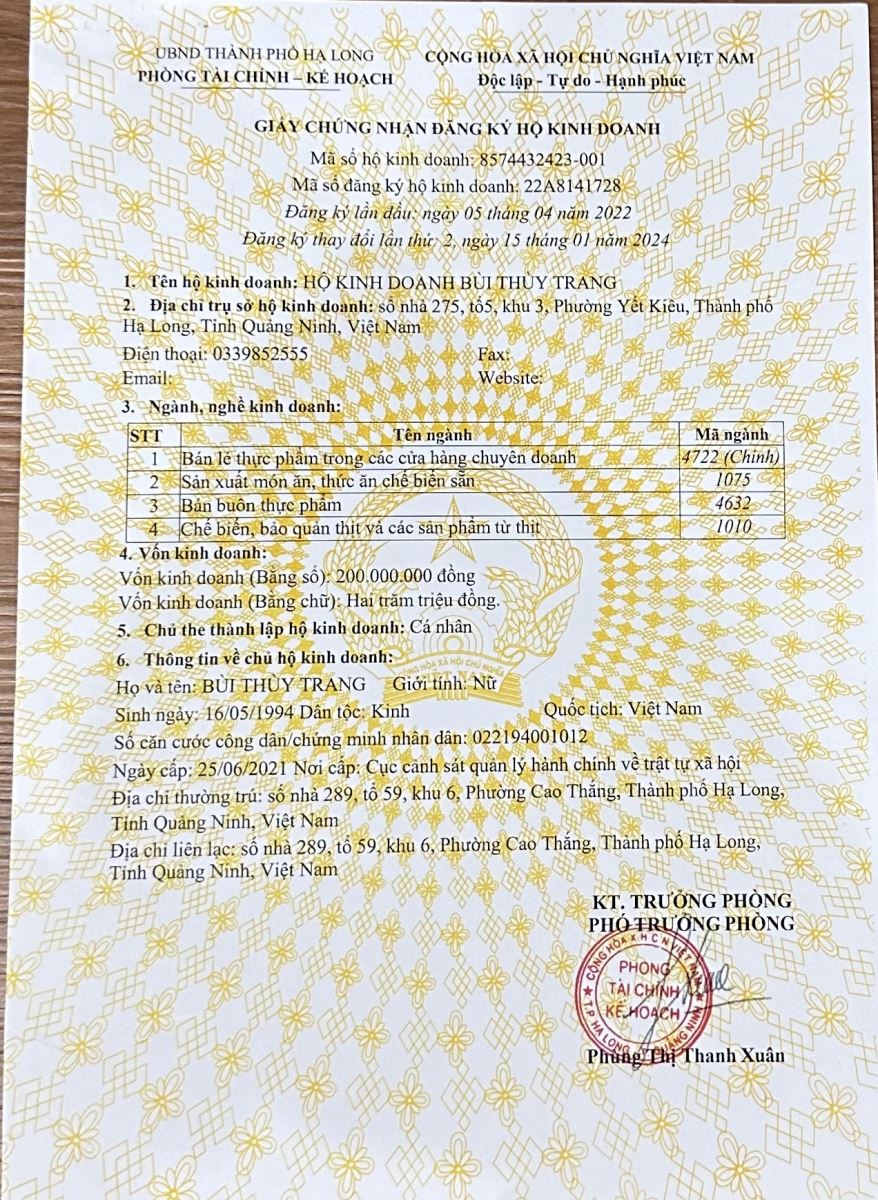 UBND THÀNH PHỐ HẠ LONG
PHÒNG TÀI CHÍNH – KẾ HOẠCH
CỘNG HÒA XÃ HỘI CHỦ NGHĨA VIỆT NAM
Độc lập - Tự do - Hạnh phúc
GIẤY CHỨNG NHẬN ĐĂNG KÝ HỘ KINH DOANH
Mã số hộ kinh doanh: 8574432423-001
Mã số đăng ký hộ kinh doanh: 22A8141728
Đăng ký lần đầu: ngày 05 tháng 04 năm 2022
Đăng ký thay đổi lần thứ: 2, ngày 15 tháng 01 năm 2024
1. Tên hộ kinh doanh: HỘ KINH DOANH BÙI THÙY TRANG
2. Địa chỉ trụ sở hộ kinh doanh: số nhà 275, tổ5, khu 3, Phường Yết Kiêu, Thành phố
Hạ Long, Tỉnh Quảng Ninh, Việt Nam
Điện thoại: 0339852555 Fax:
Email: Website:
3. Ngành, nghề kinh doanh:
STT Tên ngành Mã ngành
1 Bán lẻ thực phẩm trong các cửa hàng chuyên doanh 4722 (Chính)
2 Sản xuất món ăn, thức ăn chế biến sẵn 1075
3 Bán buôn thực phẩm 4632
4 Chế biến, bảo quản thịt và các sản phẩm từ thịt 1010
4. Vốn kinh doanh:
Vốn kinh doanh (Bằng số): 200.000.000 đồng
Vốn kinh doanh (Bằng chữ): Hai trăm triệu đồng.
5. Chủ the thành lập hộ kinh doanh: Cá nhân
6. Thông tin về chủ hộ kinh doanh:
Họ và tên: BÙI THÙY TRANG Giới tính: Nữ
Sinh ngày: 16/05/1994 Dân tộc: Kinh Quốc tịch: Việt Nam
Số căn cước công dân/chứng minh nhân dân: 022194001012
Ngày cấp: 25/06/2021 Nơi cấp: Cục cảnh sát quản lý hành chính về trật tự xã hội
Địa chỉ thường trú: số nhà 289, tổ 59, khu 6, Phường Cao Thắng, Thành phố Hạ Long,
Tỉnh Quảng Ninh, Việt Nam
Địa chỉ liên lạc: số nhà 289, tổ 59, khu 6, Phường Cao Thắng, Thành phố Hạ Long,
Tỉnh Quảng Ninh, Việt Nam
KT. TRƯỞNG PHÒNG
PHÓ TRƯỞNG PHÒNG
CỘNG HÒA X H C N VIỆT NAM
PHÒNG
TÀI CHÍNH
KẾ HOẠCH
TP HẠ LONG QUẢNG NINH
Phùng Thị Thanh Xuân